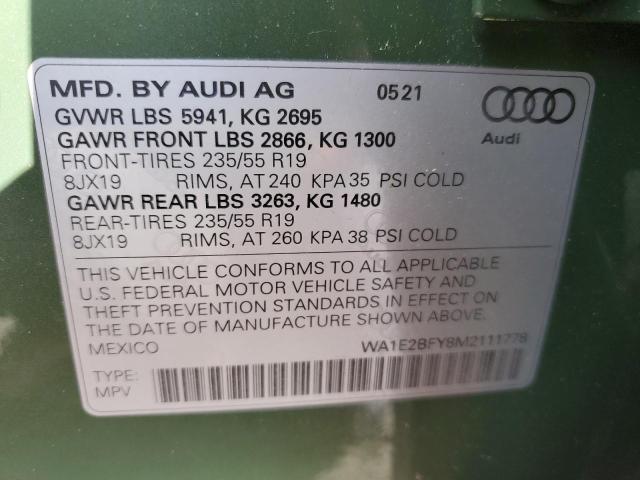 MFD. BY AUDI AG 05 21
GVWR LBS 5941, KG 2695
GAWR FRONT LBS 2866, KG 1300
Audi
FRONT-TIRES 235/55 R19
8JX19 RIMS, AT 240 KPA 35 PSI COLD
GAWR REAR LBS 3263, KG 1480
REAR-TIRES 235/55 R19
8JX19 RIMS, AT 260 KPA 38 PSI COLD
THIS VEHICLE CONFORMS TO ALL APPLICABLE
U.S. FEDERAL MOTOR VEHICLE SAFETY AND
THEFT PREVENTION STANDARDS IN EFFECT ON
THE DATE OF MANUFACTURE SHOWN ABOVE.
MEXICO WA1E2BFY8M2111778
TYPE:
MPV